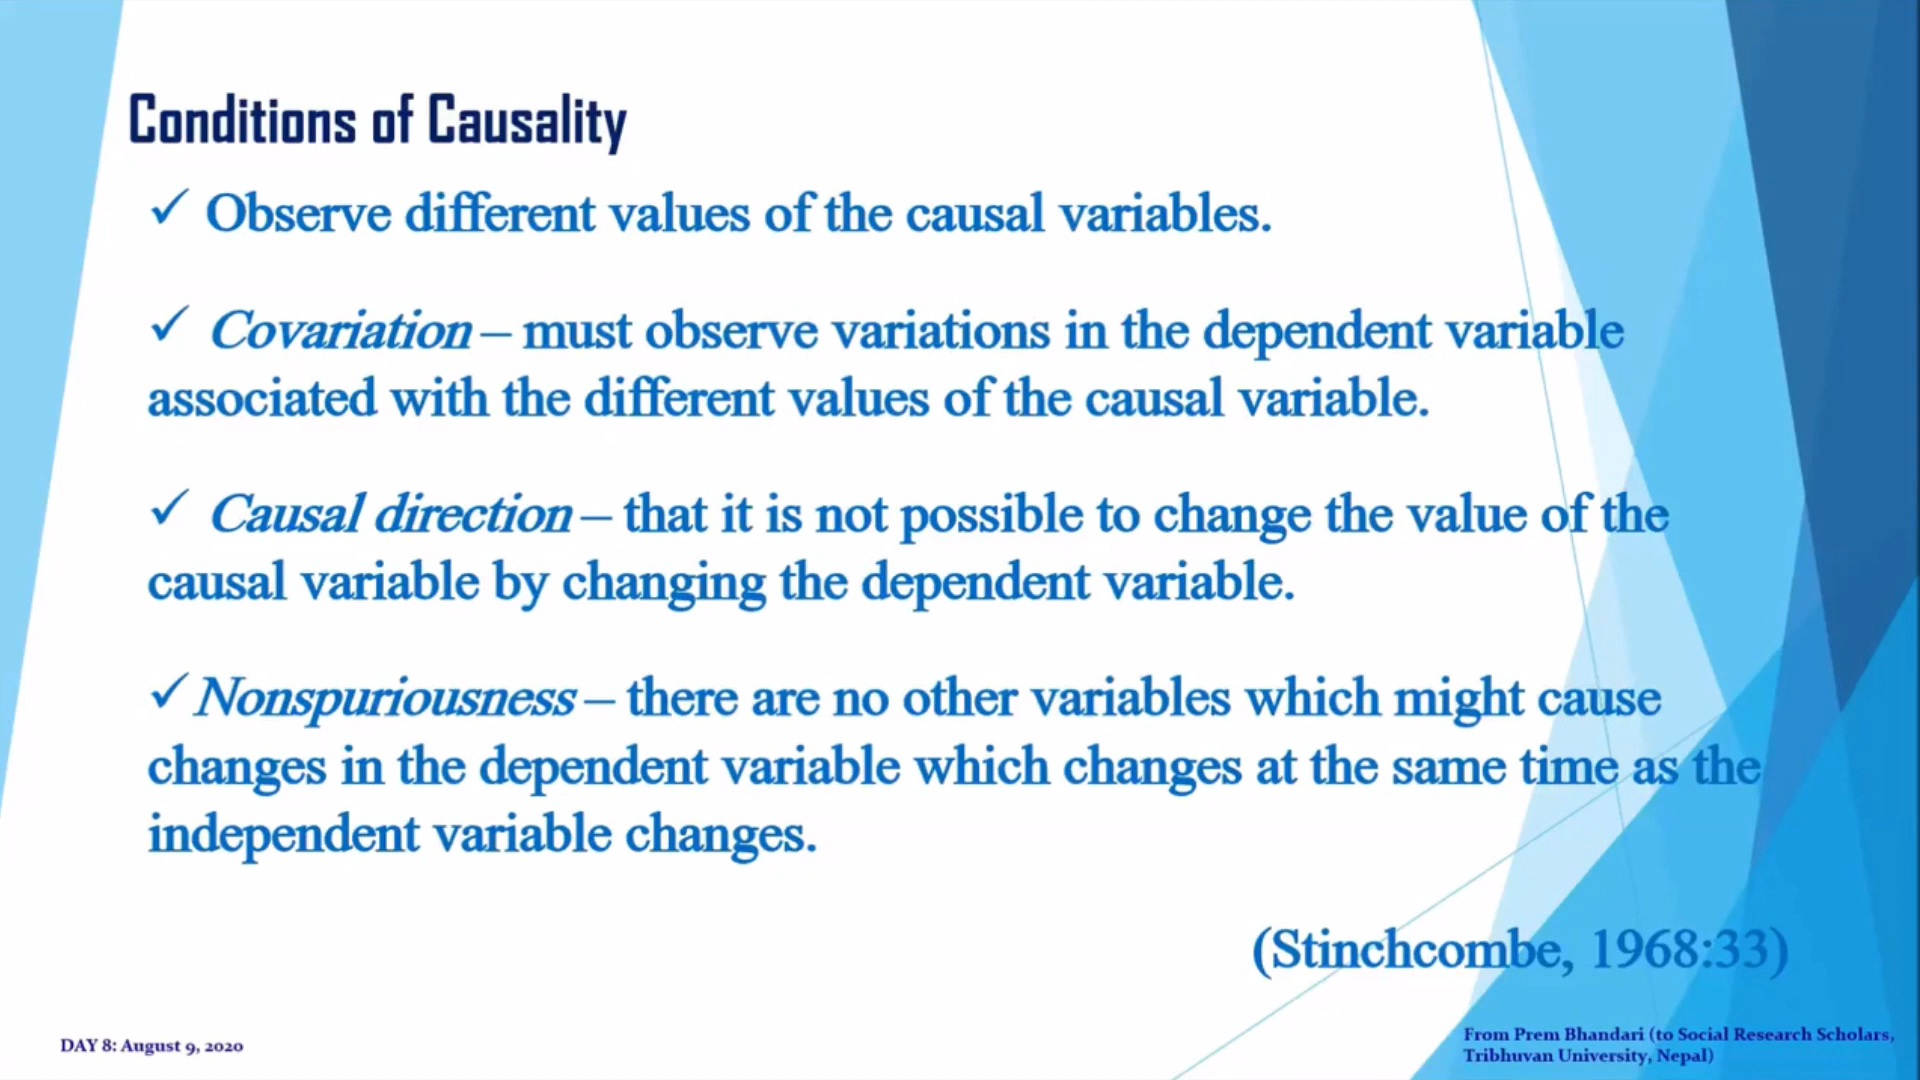 Conditions of Causality
✓ Observe different values of the causal variables.
✓ Covariation – must observe variations in the dependent variable
associated with the different values of the causal variable.
✓ Causal direction – that it is not possible to change the value of the
causal variable by changing the dependent variable.
✓ Nonspuriousness – there are no other variables which might cause
changes in the dependent variable which changes at the same time as the
independent variable changes.
(Stinchcombe, 1968:33)
DAY 8: August 9, 2020
From Prem Bhandari (to Social Research Scholars,
Tribhuvan University, Nepal)